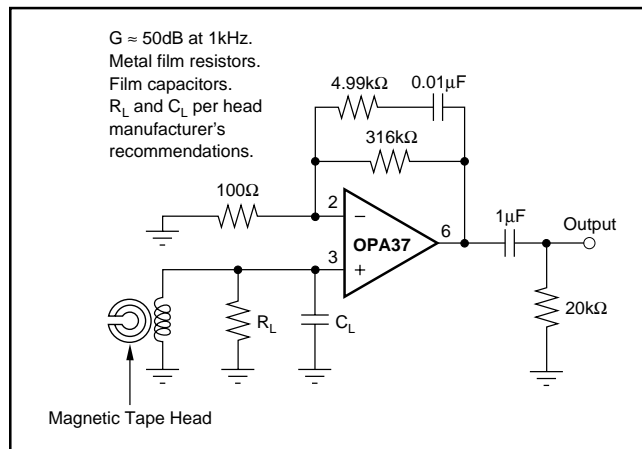 G ≈ 50dB at 1kHz.
Metal film resistors.
Film capacitors.
R_L and C_L per head
manufacturer's
recommendations.
4.99kΩ
0.01µF
316kΩ
100Ω
2
−
OPA37
6
3
+
1µF
Output
20kΩ
R_L
C_L
Magnetic Tape Head